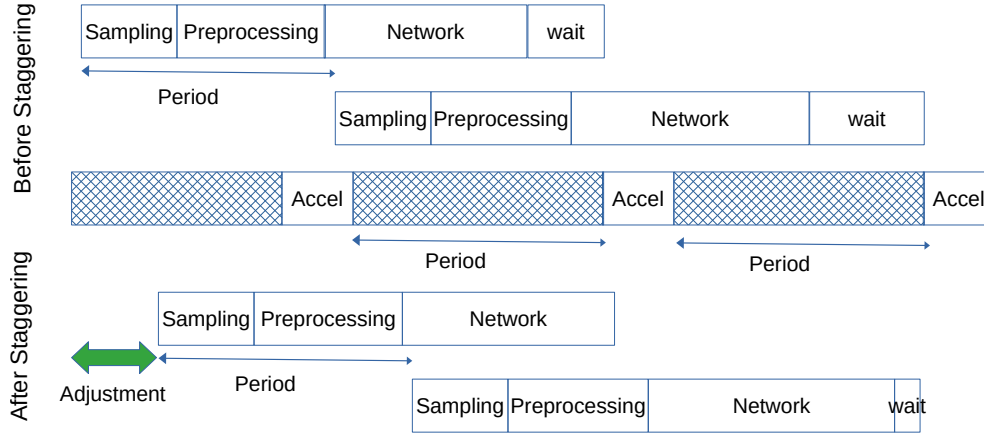 Before Staggering
Sampling Preprocessing Network wait
Period
Sampling Preprocessing Network wait
Accel Accel Accel
Period Period
After Staggering
Sampling Preprocessing Network
Adjustment Period
Sampling Preprocessing Network wait